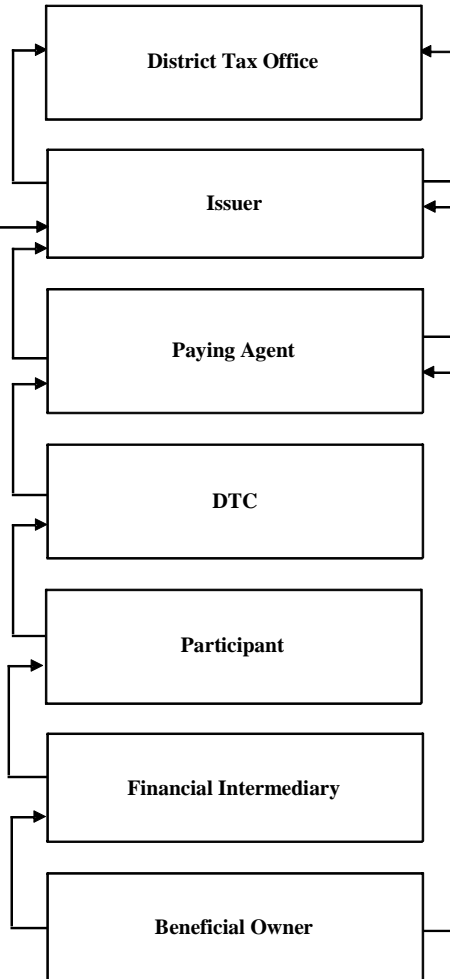 District Tax Office
Issuer
Paying Agent
DTC
Participant
Financial Intermediary
Beneficial Owner